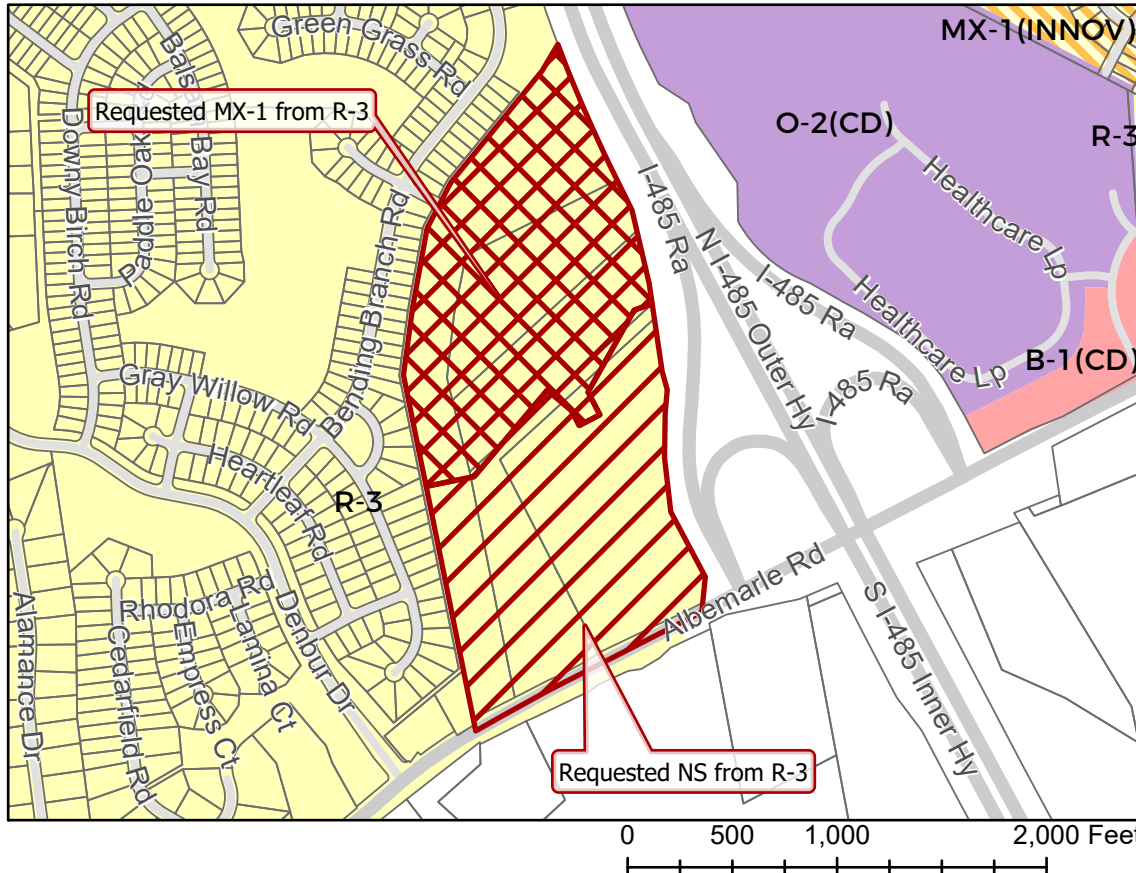 Green Grass Rd
MX-1(INNOV)
Requested MX-1 from R-3
O-2(CD)
R-3
Downy Birch Rd
Paddle Oak Rd
Balsam Bay Rd
Healthcare Lp
I-485 Ra
N I-485 Outer Hy
I-485 Ra
Bending Branch Rd
Healthcare Lp
B-1(CD)
I 485 Ra
Gray Willow Rd
Heartleaf Rd
R-3
Albemarle Rd
Rhodora Rd
Denbur Dr
Lamina Ct
Empress Ct
Cedarfield Rd
Alamance Dr
S I-485 Inner Hy
Requested NS from R-3
0 500 1,000 2,000 Feet